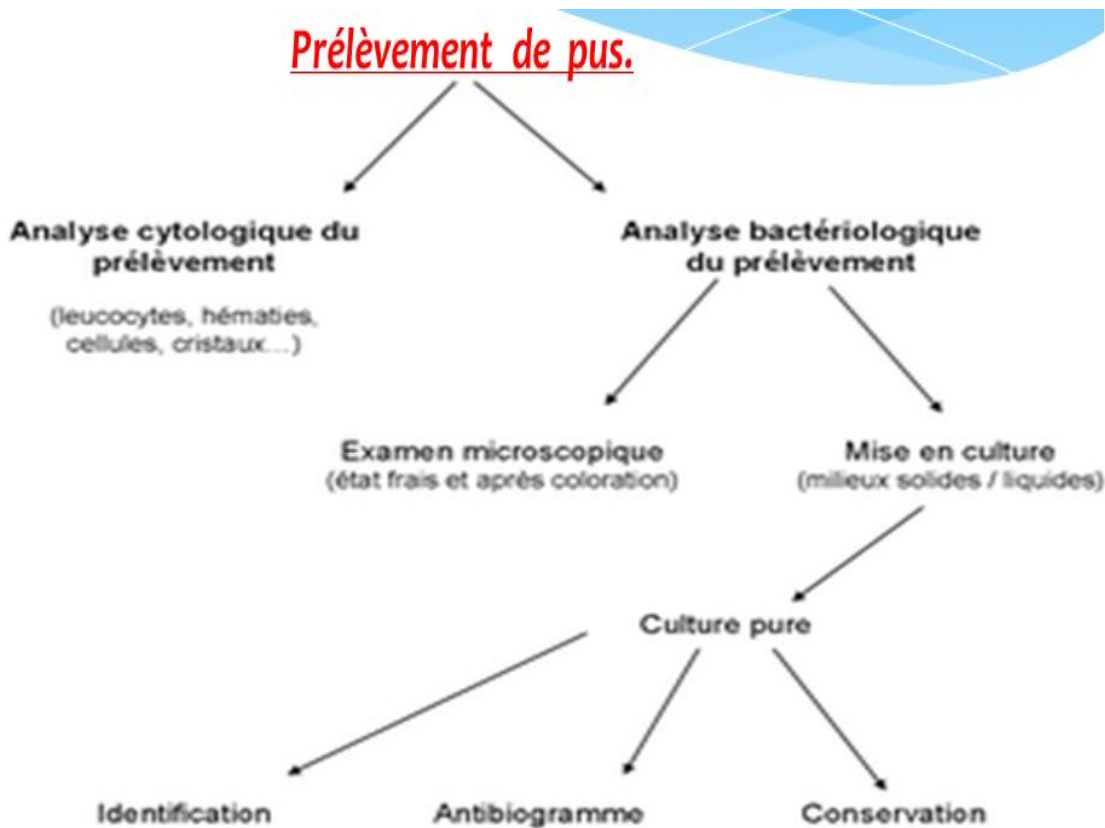 Prélèvement de pus.
Analyse cytologique du
prélèvement
(leucocytes, hématies,
cellules, cristaux...)
Analyse bactériologique
du prélèvement
Examen microscopique
(état frais et après coloration)
Mise en culture
(milieux solides / liquides)
Culture pure
Identification
Antibiogramme
Conservation